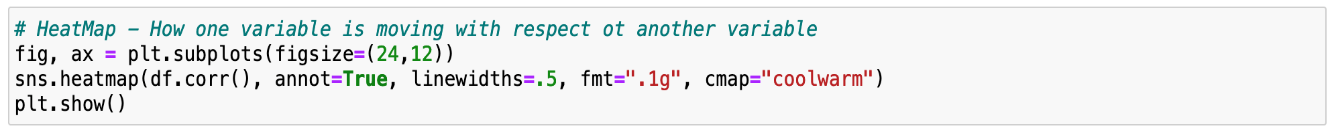 # HeatMap – How one variable is moving with respect ot another variable
fig, ax = plt.subplots(figsize=(24,12))
sns.heatmap(df.corr(), annot=True, linewidths=.5, fmt=".1g", cmap="coolwarm")
plt.show()